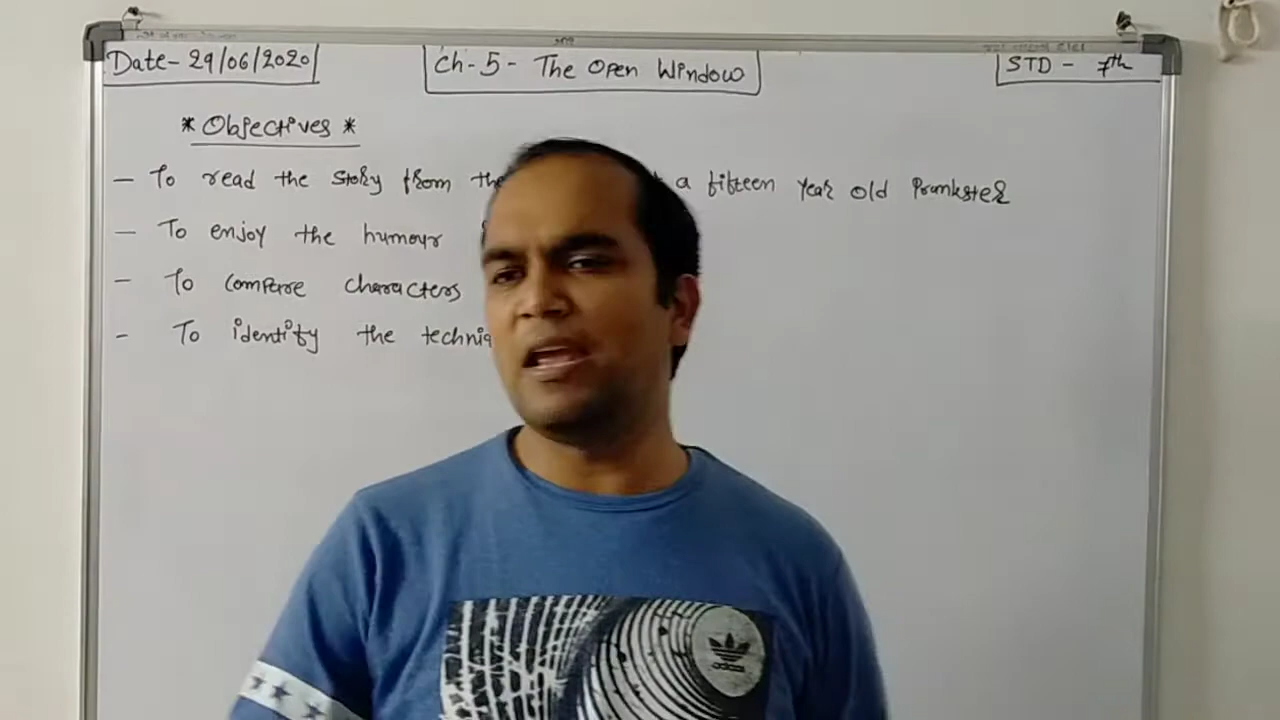 Date- 29/06/2020
Ch-5- The Open Window
STD - 7th
* Objectives *
- To read the story from the a fifteen year old Prankster
- To enjoy the humour
- To compare characters
- To identify the
adidas